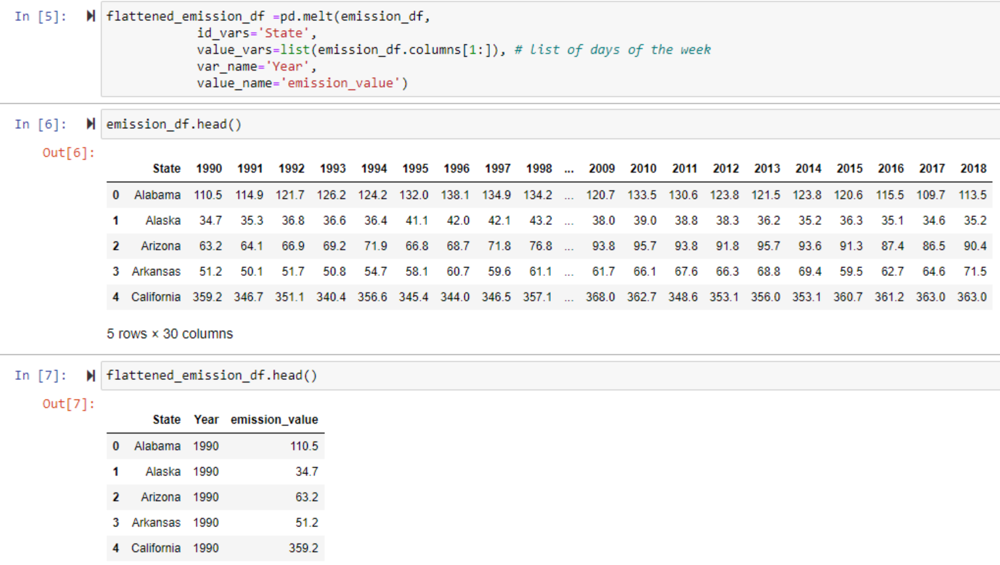 In [5]: flattened_emission_df =pd.melt(emission_df,
id_vars='State',
value_vars=list(emission_df.columns[1:]), # list of days of the week
var_name='Year',
value_name='emission_value')
In [6]: emission_df.head()
Out[6]:
State 1990 1991 1992 1993 1994 1995 1996 1997 1998 ... 2009 2010 2011 2012 2013 2014 2015 2016 2017 2018
0 Alabama 110.5 114.9 121.7 126.2 124.2 132.0 138.1 134.9 134.2 ... 120.7 133.5 130.6 123.8 121.5 123.8 120.6 115.5 109.7 113.5
1 Alaska 34.7 35.3 36.8 36.6 36.4 41.1 42.0 42.1 43.2 ... 38.0 39.0 38.8 38.3 36.2 35.2 36.3 35.1 34.6 35.2
2 Arizona 63.2 64.1 66.9 69.2 71.9 66.8 68.7 71.8 76.8 ... 93.8 95.7 93.8 91.8 95.7 93.6 91.3 87.4 86.5 90.4
3 Arkansas 51.2 50.1 51.7 50.8 54.7 58.1 60.7 59.6 61.1 ... 61.7 66.1 67.6 66.3 68.8 69.4 59.5 62.7 64.6 71.5
4 California 359.2 346.7 351.1 340.4 356.6 345.4 344.0 346.5 357.1 ... 368.0 362.7 348.6 353.1 356.0 353.1 360.7 361.2 363.0 363.0
5 rows × 30 columns
In [7]: flattened_emission_df.head()
Out[7]:
State Year emission_value
0 Alabama 1990 110.5
1 Alaska 1990 34.7
2 Arizona 1990 63.2
3 Arkansas 1990 51.2
4 California 1990 359.2